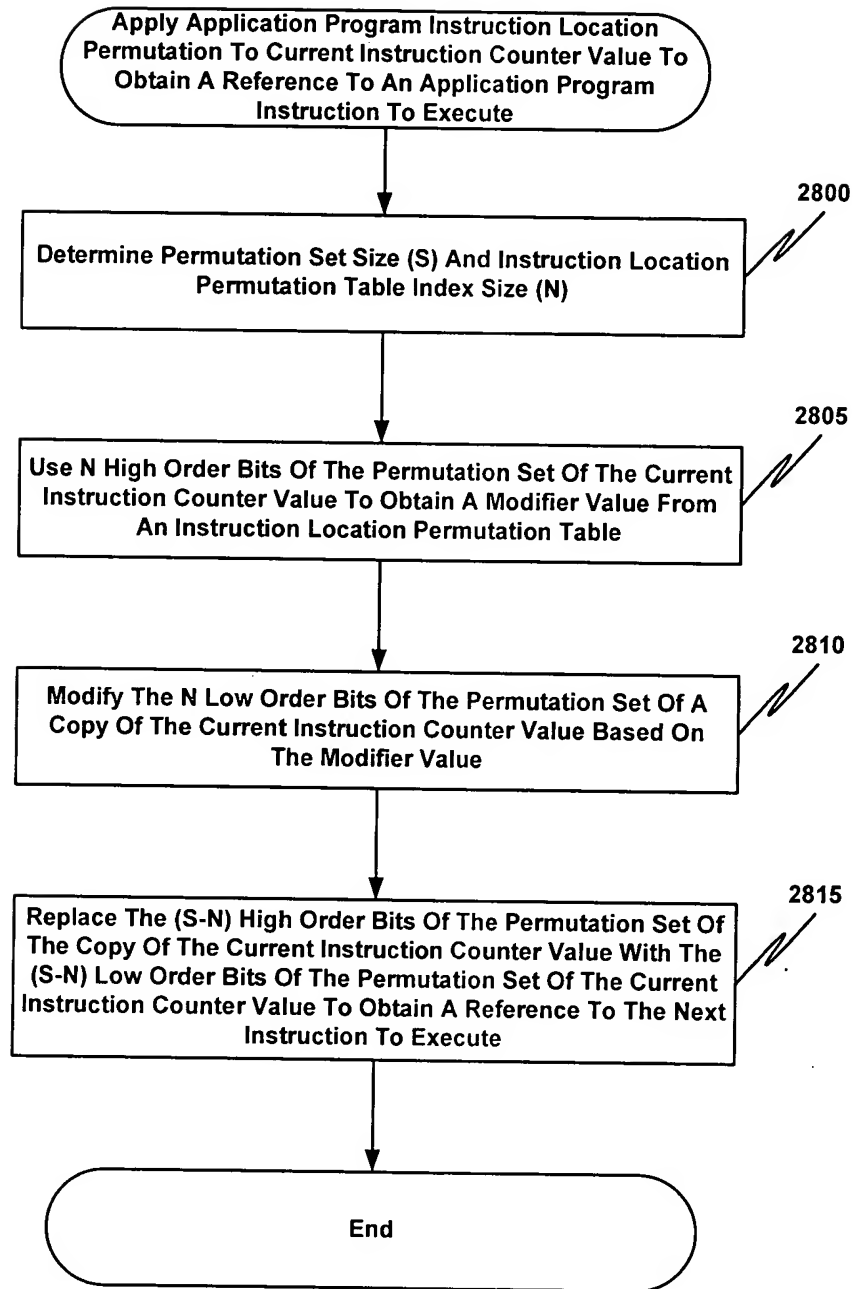 Apply Application Program Instruction Location
Permutation To Current Instruction Counter Value To
Obtain A Reference To An Application Program
Instruction To Execute
2800
Determine Permutation Set Size (S) And Instruction Location
Permutation Table Index Size (N)
2805
Use N High Order Bits Of The Permutation Set Of The Current
Instruction Counter Value To Obtain A Modifier Value From
An Instruction Location Permutation Table
2810
Modify The N Low Order Bits Of The Permutation Set Of A
Copy Of The Current Instruction Counter Value Based On
The Modifier Value
2815
Replace The (S-N) High Order Bits Of The Permutation Set Of
The Copy Of The Current Instruction Counter Value With The
(S-N) Low Order Bits Of The Permutation Set Of The Current
Instruction Counter Value To Obtain A Reference To The Next
Instruction To Execute
End